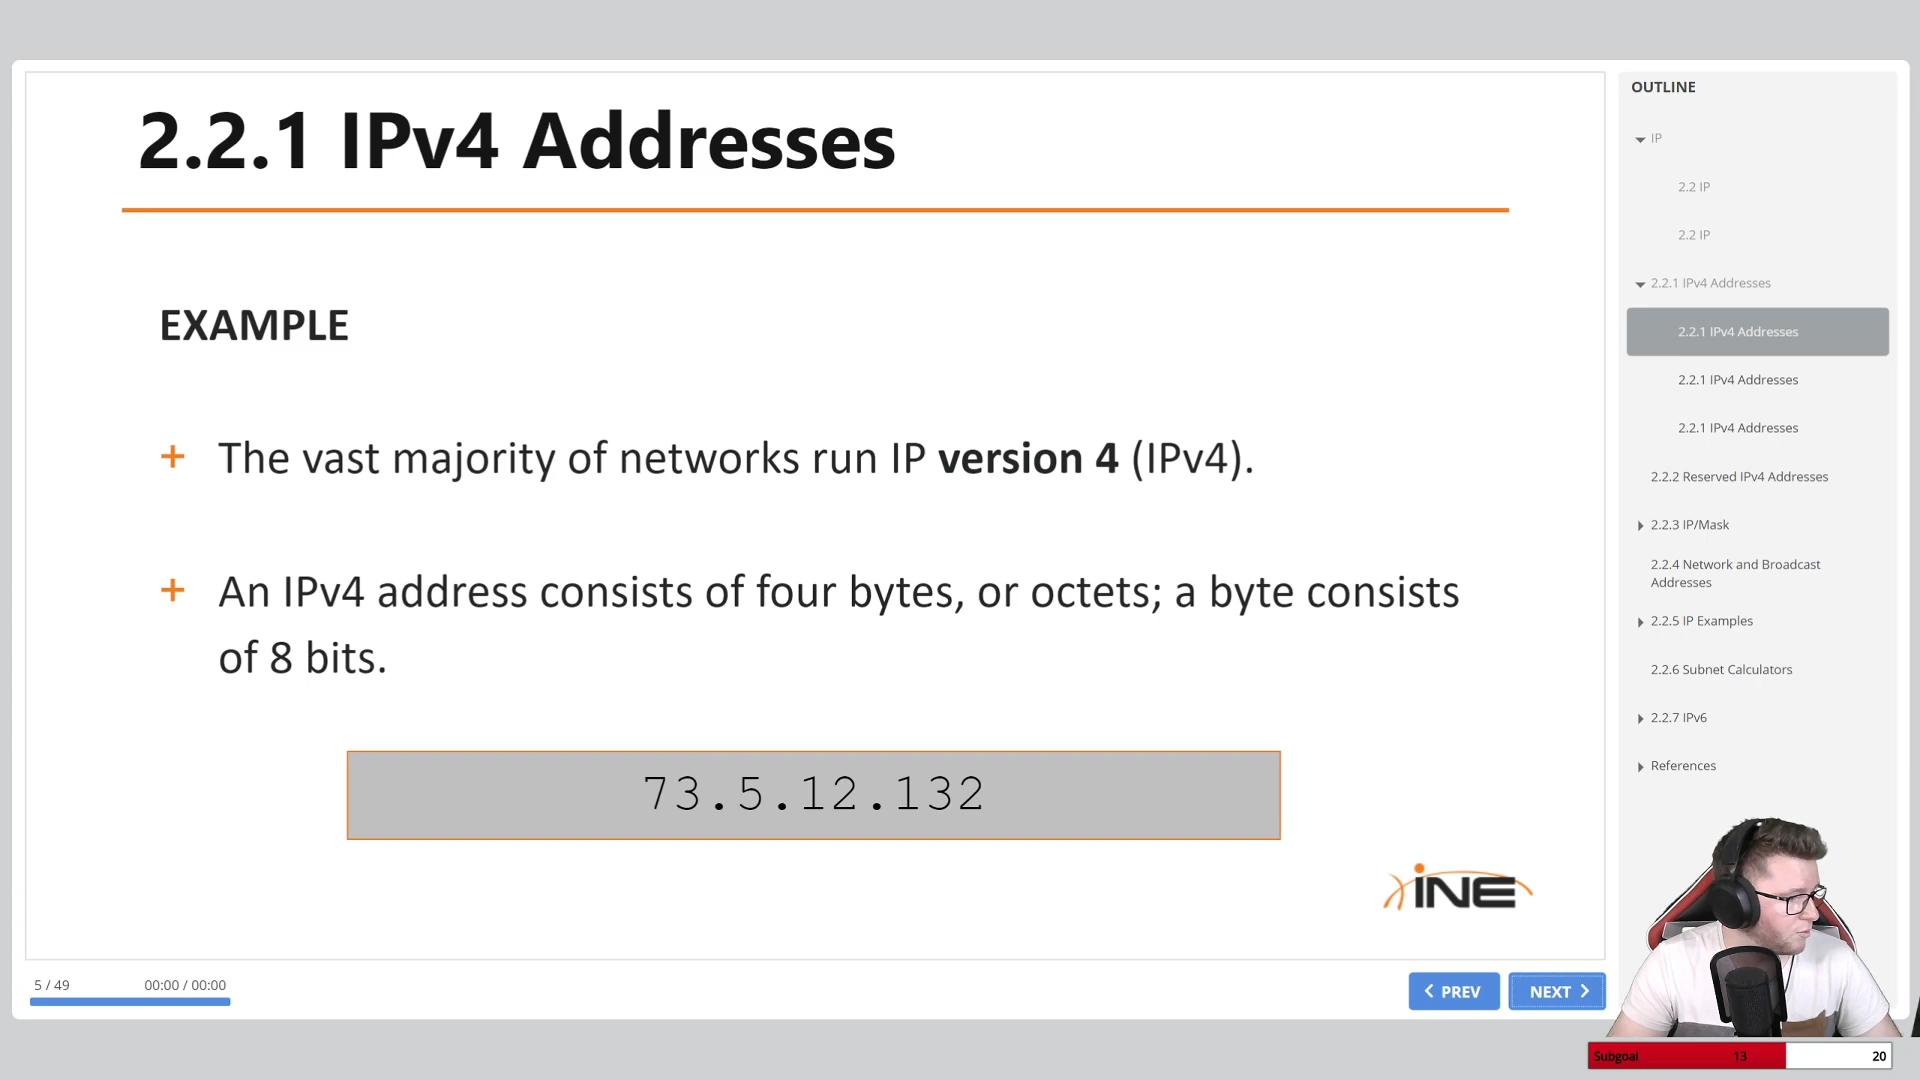 2.2.1 IPv4 Addresses
EXAMPLE
+ The vast majority of networks run IP version 4 (IPv4).
+ An IPv4 address consists of four bytes, or octets; a byte consists
of 8 bits.
73.5.12.132
iNE
5 / 49
00:00 / 00:00
PREV
NEXT
OUTLINE
IP
2.2 IP
2.2 IP
2.2.1 IPv4 Addresses
2.2.1 IPv4 Addresses
2.2.1 IPv4 Addresses
2.2.1 IPv4 Addresses
2.2.2 Reserved IPv4 Addresses
2.2.3 IP/Mask
2.2.4 Network and Broadcast
Addresses
2.2.5 IP Examples
2.2.6 Subnet Calculators
2.2.7 IPv6
References
Subgoal 13 20